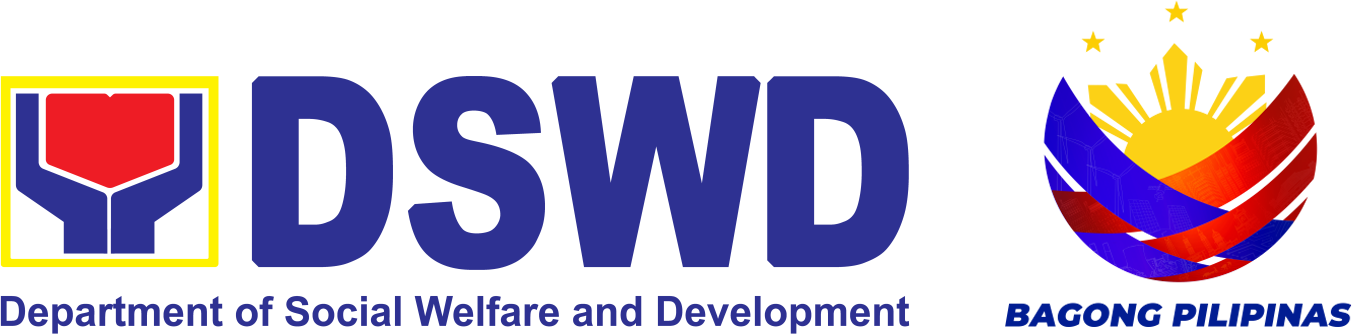 DSWD
Department of Social Welfare and Development
BAGONG PILIPINAS